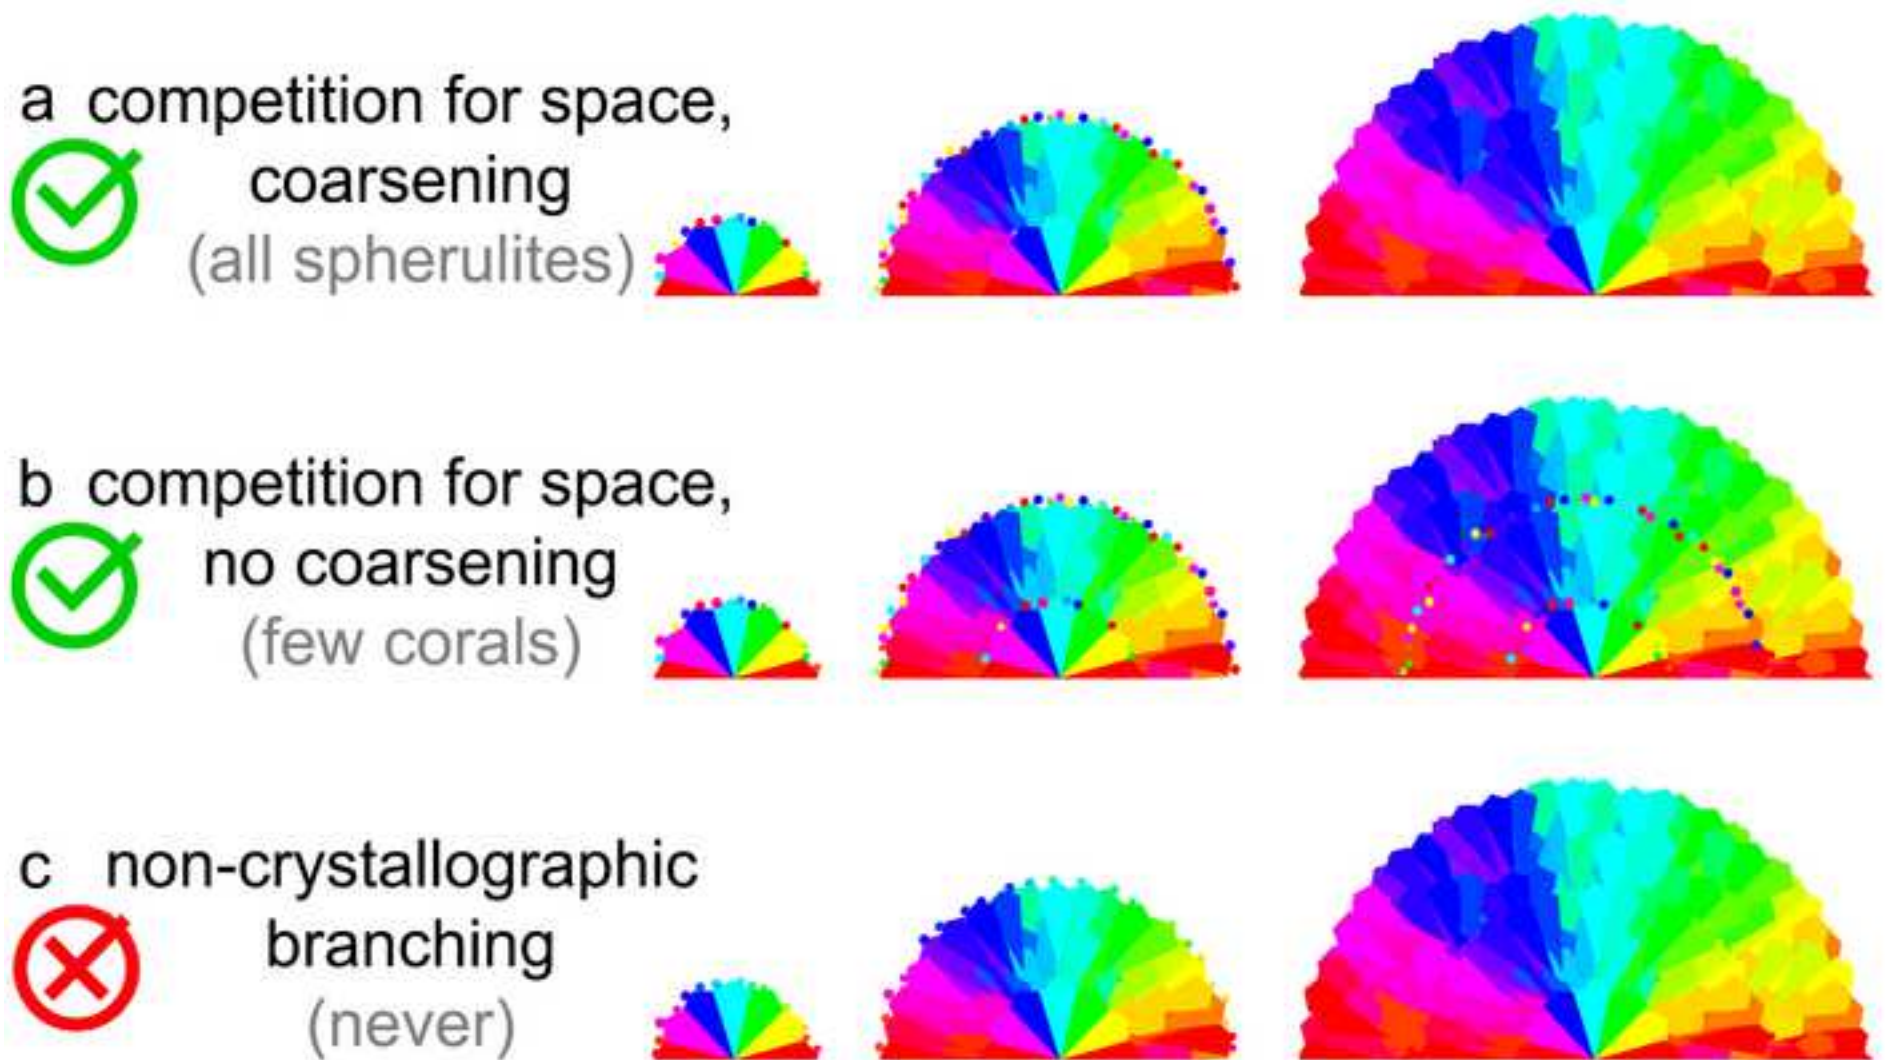 a competition for space,
coarsening
(all spherulites)
b competition for space,
no coarsening
(few corals)
c non-crystallographic
branching
(never)